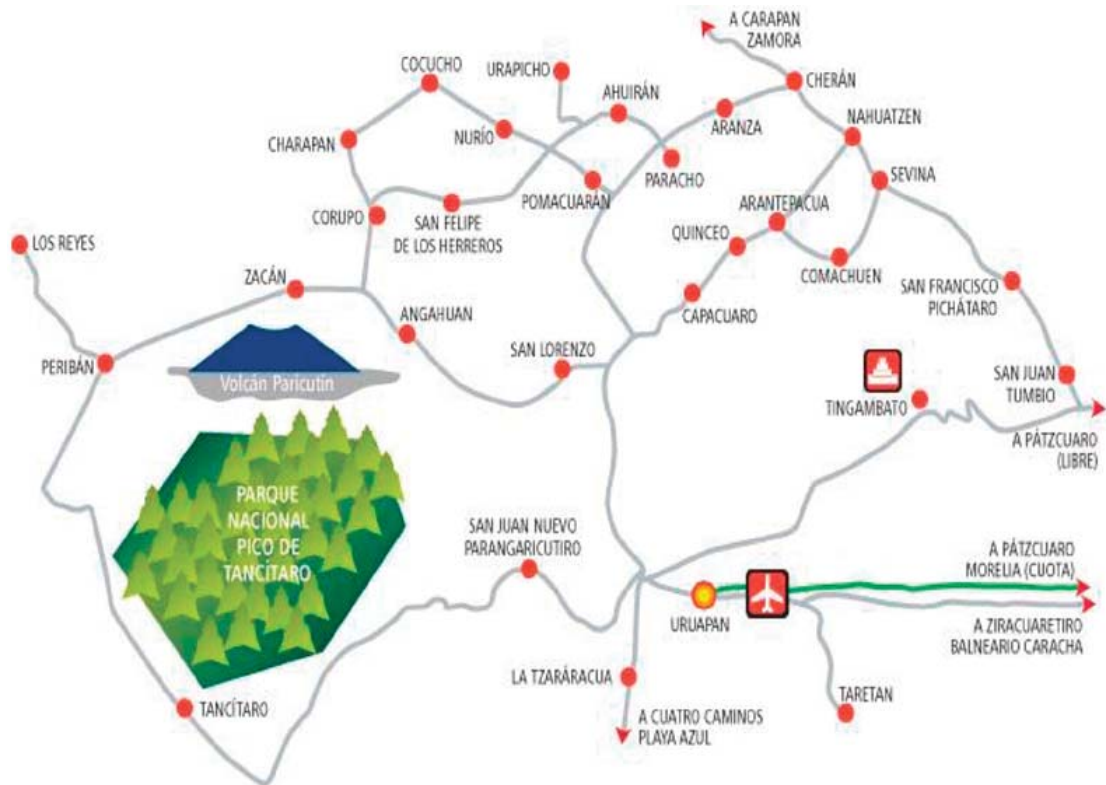 A CARAPAN
ZAMORA
COCUCHO
URAPICHO
CHERÁN
AHUIRÁN
ARANZA
NAHUATZEN
CHARAPAN
NURÍO
PARACHO
SEVINA
POMACUARÁN
ARANTEPACUA
CORUPO
SAN FELIPE
DE LOS HERREROS
QUINCEO
LOS REYES
COMACHUEN
ZACÁN
SAN FRANCISCO
PICHÁTARO
ANGAHUAN
CAPACUARO
SAN LORENZO
PERIBÁN
Volcán Paricutín
SAN JUAN
TUMBIO
TINGAMBATO
A PÁTZCUARO
(LIBRE)
PARQUE
NACIONAL
PICO DE
TANCÍTARO
SAN JUAN NUEVO
PARANGARICUTIRO
A PÁTZCUARO
MORELIA (CUOTA)
URUAPAN
A ZIRACUARETIRO
BALNEARIO CARACHA
LA TZARÁRACUA
TARETAN
TANCÍTARO
A CUATRO CAMINOS
PLAYA AZUL